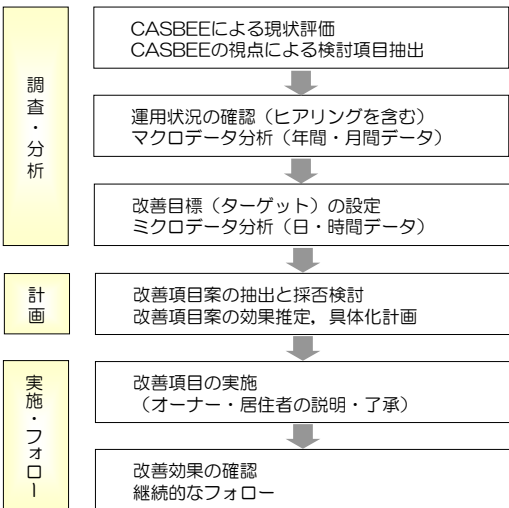 調査・分析
CASBEEによる現状評価
CASBEEの視点による検討項目抽出
運用状況の確認（ヒアリングを含む）
マクロデータ分析（年間・月間データ）
改善目標（ターゲット）の設定
ミクロデータ分析（日・時間データ）
計画
改善項目案の抽出と採否検討
改善項目案の効果推定，具体化計画
実施・フォロー
改善項目の実施
（オーナー・居住者の説明・了承）
改善効果の確認
継続的なフォロー